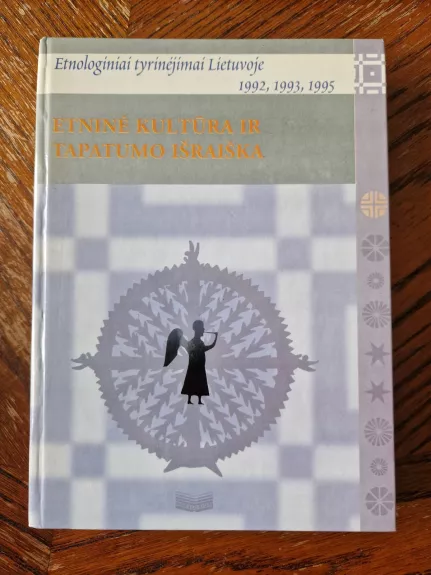 Etnologiniai tyrinėjimai Lietuvoje
1992, 1993, 1995
ETNINĖ KULTŪRA IR
TAPATUMO IŠRAIŠKA